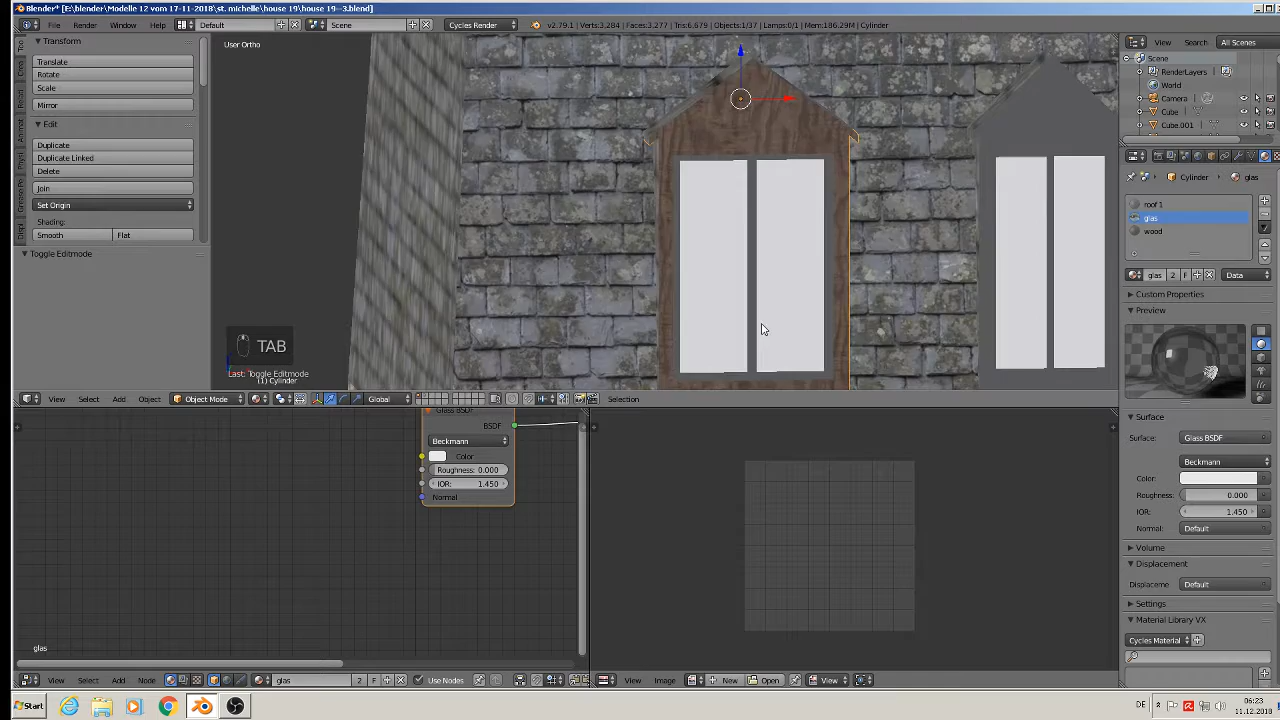 Blender* [E:\blender\Modelle 12 vom 17-11-2018\st. michelle\house 19\house 19--3.blend]
File Render Window Help Default Scene Cycles Render v2.79.1 | Verts:3,284 | Faces:3,277 | Tris:6,679 | Objects:1/37 | Lamps:0/1 | Mem:186.29M | Cylinder
Transform
Translate
Rotate
Scale
Mirror
Edit
Duplicate
Duplicate Linked
Delete
Join
Set Origin
Shading:
Smooth Flat
Toggle Editmode
User Ortho
TAB
Last: Toggle Editmode
(1) Cylinder
View Select Add Object Object Mode Global Selection
View Search All Scenes
Scene
RenderLayers
World
Camera
Cube
Cube.001
Cylinder glas
roof 1
glas
wood
glas 2 F Data
Custom Properties
Preview
Surface
Surface: Glass BSDF
Beckmann
Color:
Roughness: 0.000
IOR: 1.450
Normal: Default
Volume
Displacement
Displaceme: Default
Settings
Material Library VX
Cycles Material
Glass BSDF
BSDF
Beckmann
Color
Roughness: 0.000
IOR: 1.450
Normal
glas
View Select Add Node glas 2 F Use Nodes
View Image New Open View
Start
DE
06:23
11.12.2018